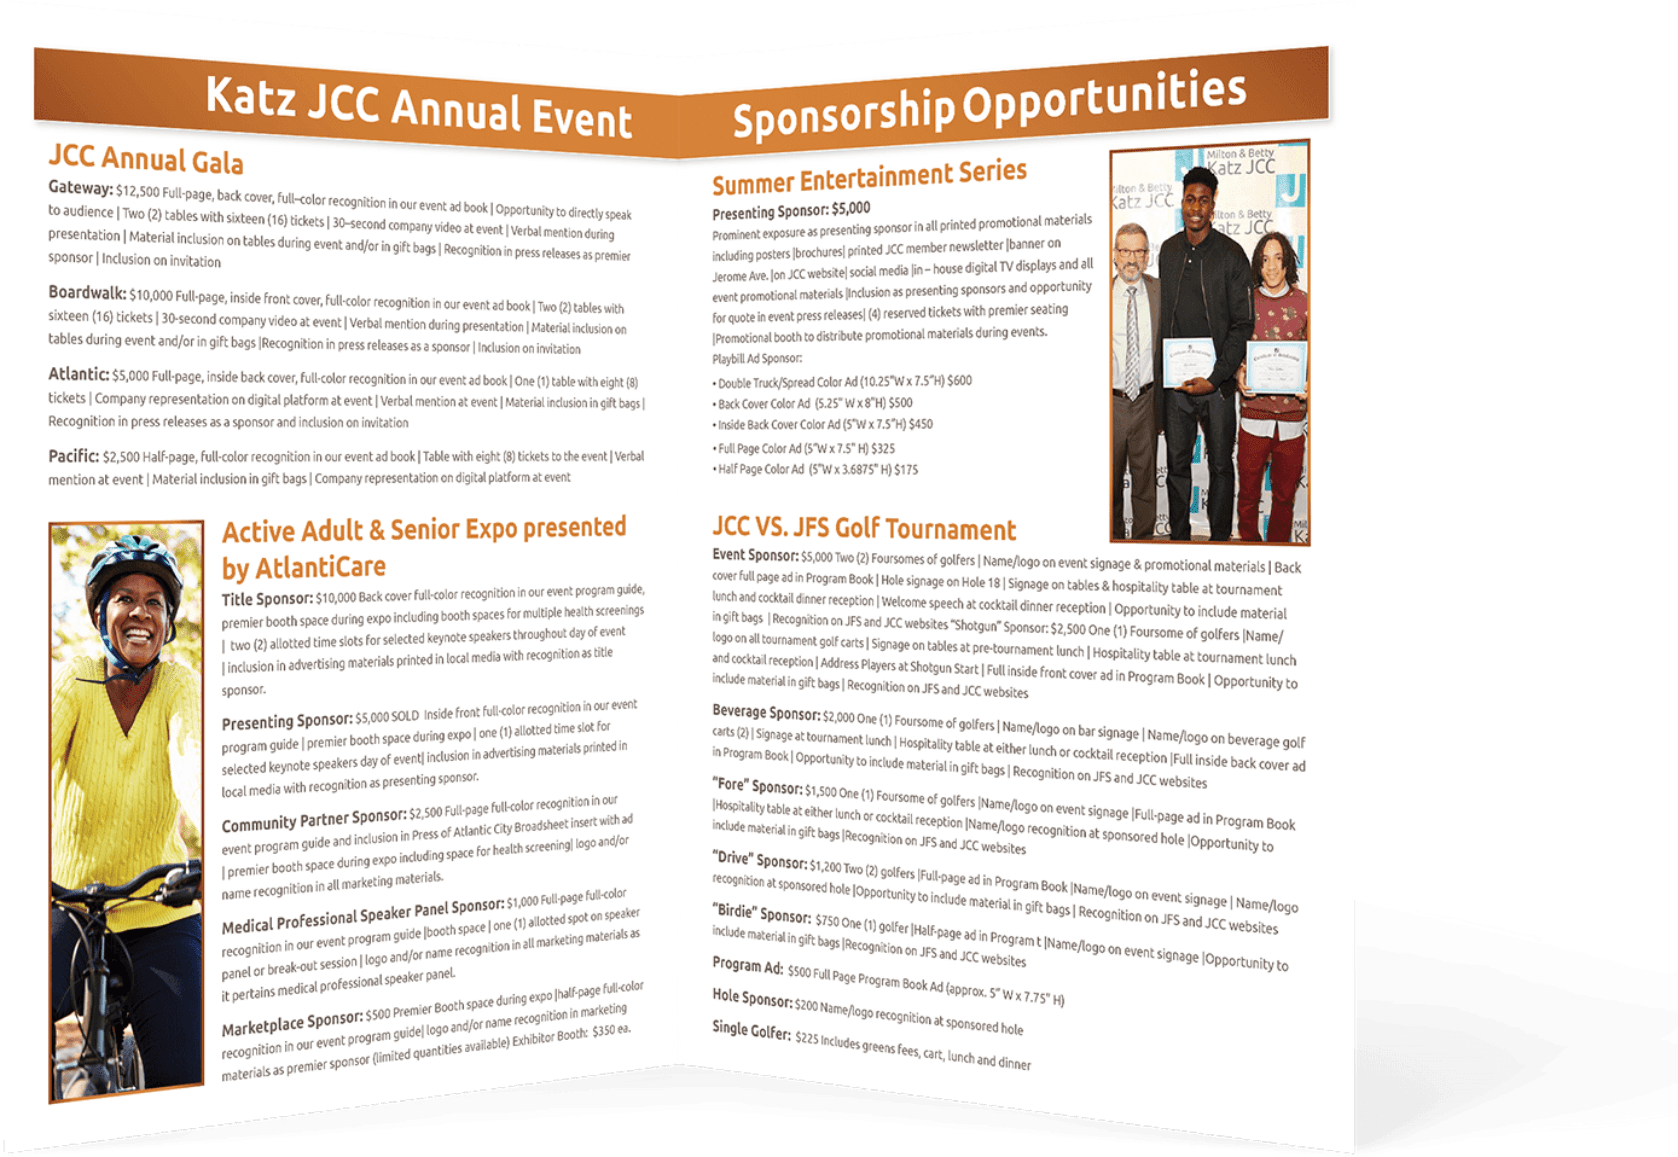 Katz JCC Annual Event
JCC Annual Gala
Gateway: $12,500 Full-page, back cover, full–color recognition in our event ad book | Opportunity to directly speak
to audience | Two (2) tables with sixteen (16) tickets | 30–second company video at event | Verbal mention during
presentation | Material inclusion on tables during event and/or in gift bags | Recognition in press releases as premier
sponsor | Inclusion on invitation
Boardwalk: $10,000 Full-page, inside front cover, full-color recognition in our event ad book | Two (2) tables with
sixteen (16) tickets | 30-second company video at event | Verbal mention during presentation | Material inclusion on
tables during event and/or in gift bags |Recognition in press releases as a sponsor | Inclusion on invitation
Atlantic: $5,000 Full-page, inside back cover, full-color recognition in our event ad book | One (1) table with eight (8)
tickets | Company representation on digital platform at event | Verbal mention at event | Material inclusion in gift bags |
Recognition in press releases as a sponsor and inclusion on invitation
Pacific: $2,500 Half-page, full-color recognition in our event ad book | Table with eight (8) tickets to the event | Verbal
mention at event | Material inclusion in gift bags | Company representation on digital platform at event
Active Adult & Senior Expo presented
by AtlantiCare
Title Sponsor: $10,000 Back cover full-color recognition in our event program guide,
premier booth space during expo including booth spaces for multiple health screenings
| two (2) allotted time slots for selected keynote speakers throughout day of event
| inclusion in advertising materials printed in local media with recognition as title
sponsor.
Presenting Sponsor: $5,000 SOLD Inside front full-color recognition in our event
program guide | premier booth space during expo | one (1) allotted time slot for
selected keynote speakers day of event| inclusion in advertising materials printed in
local media with recognition as presenting sponsor.
Community Partner Sponsor: $2,500 Full-page full-color recognition in our
event program guide and inclusion in Press of Atlantic City Broadsheet insert with ad
| premier booth space during expo including space for health screening| logo and/or
name recognition in all marketing materials.
Medical Professional Speaker Panel Sponsor: $1,000 Full-page full-color
recognition in our event program guide |booth space | one (1) allotted spot on speaker
panel or break-out session | logo and/or name recognition in all marketing materials as
it pertains medical professional speaker panel.
Marketplace Sponsor: $500 Premier Booth space during expo |half-page full-color
recognition in our event program guide| logo and/or name recognition in marketing
materials as premier sponsor (limited quantities available) Exhibitor Booth: $350 ea.
Sponsorship Opportunities
Summer Entertainment Series
Presenting Sponsor: $5,000
Prominent exposure as presenting sponsor in all printed promotional materials
including posters |brochures| printed JCC member newsletter |banner on
Jerome Ave. |on JCC website| social media |in – house digital TV displays and all
event promotional materials |Inclusion as presenting sponsors and opportunity
for quote in event press releases| (4) reserved tickets with premier seating
|Promotional booth to distribute promotional materials during events.
Playbill Ad Sponsor:
• Double Truck/Spread Color Ad (10.25”W x 7.5”H) $600
• Back Cover Color Ad (5.25" W x 8"H) $500
• Inside Back Cover Color Ad (5"W x 7.5"H) $450
• Full Page Color Ad (5"W x 7.5" H) $325
• Half Page Color Ad (5"W x 3.6875" H) $175
Milton & Betty
Katz JCC
Milton & Betty
Katz JCC
Milton & Betty
Katz JCC
JCC VS. JFS Golf Tournament
Event Sponsor: $5,000 Two (2) Foursomes of golfers | Name/logo on event signage & promotional materials | Back
cover full page ad in Program Book | Hole signage on Hole 18 | Signage on tables & hospitality table at tournament
lunch and cocktail dinner reception | Welcome speech at cocktail dinner reception | Opportunity to include material
in gift bags | Recognition on JFS and JCC websites “Shotgun” Sponsor: $2,500 One (1) Foursome of golfers |Name/
logo on all tournament golf carts | Signage on tables at pre-tournament lunch | Hospitality table at tournament lunch
and cocktail reception | Address Players at Shotgun Start | Full inside front cover ad in Program Book | Opportunity to
include material in gift bags | Recognition on JFS and JCC websites
Beverage Sponsor: $2,000 One (1) Foursome of golfers | Name/logo on bar signage | Name/logo on beverage golf
carts (2) | Signage at tournament lunch | Hospitality table at either lunch or cocktail reception |Full inside back cover ad
in Program Book | Opportunity to include material in gift bags | Recognition on JFS and JCC websites
“Fore” Sponsor: $1,500 One (1) Foursome of golfers |Name/logo on event signage |Full-page ad in Program Book
|Hospitality table at either lunch or cocktail reception |Name/logo recognition at sponsored hole |Opportunity to
include material in gift bags |Recognition on JFS and JCC websites
“Drive” Sponsor: $1,200 Two (2) golfers |Full-page ad in Program Book |Name/logo on event signage | Name/logo
recognition at sponsored hole |Opportunity to include material in gift bags | Recognition on JFS and JCC websites
“Birdie” Sponsor: $750 One (1) golfer |Half-page ad in Program t |Name/logo on event signage |Opportunity to
include material in gift bags |Recognition on JFS and JCC websites
Program Ad: $500 Full Page Program Book Ad (approx. 5” W x 7.75” H)
Hole Sponsor: $200 Name/logo recognition at sponsored hole
Single Golfer: $225 Includes greens fees, cart, lunch and dinner